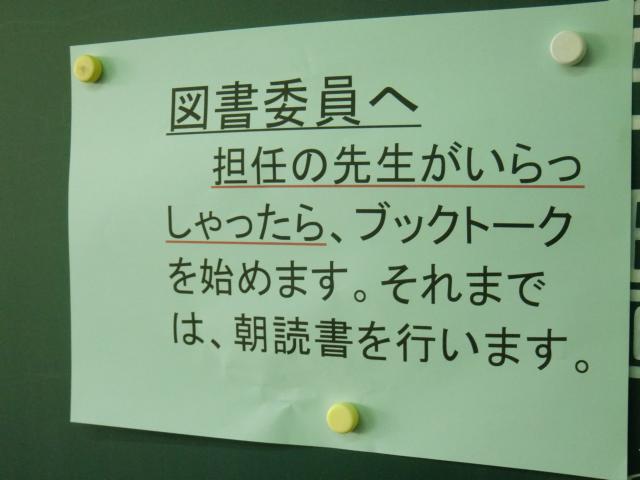 図書委員へ
担任の先生がいらっ
しゃったら、ブックトーク
を始めます。それまで
は、朝読書を行います。